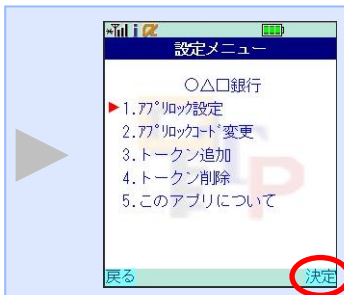 設定メニュー
○△□銀行
1.ｱﾌﾟﾘﾛｯｸ設定
2.ｱﾌﾟﾘﾛｯｸｺｰﾄﾞ変更
3.トークン追加
4.トークン削除
5.このアプリについて
戻る 決定